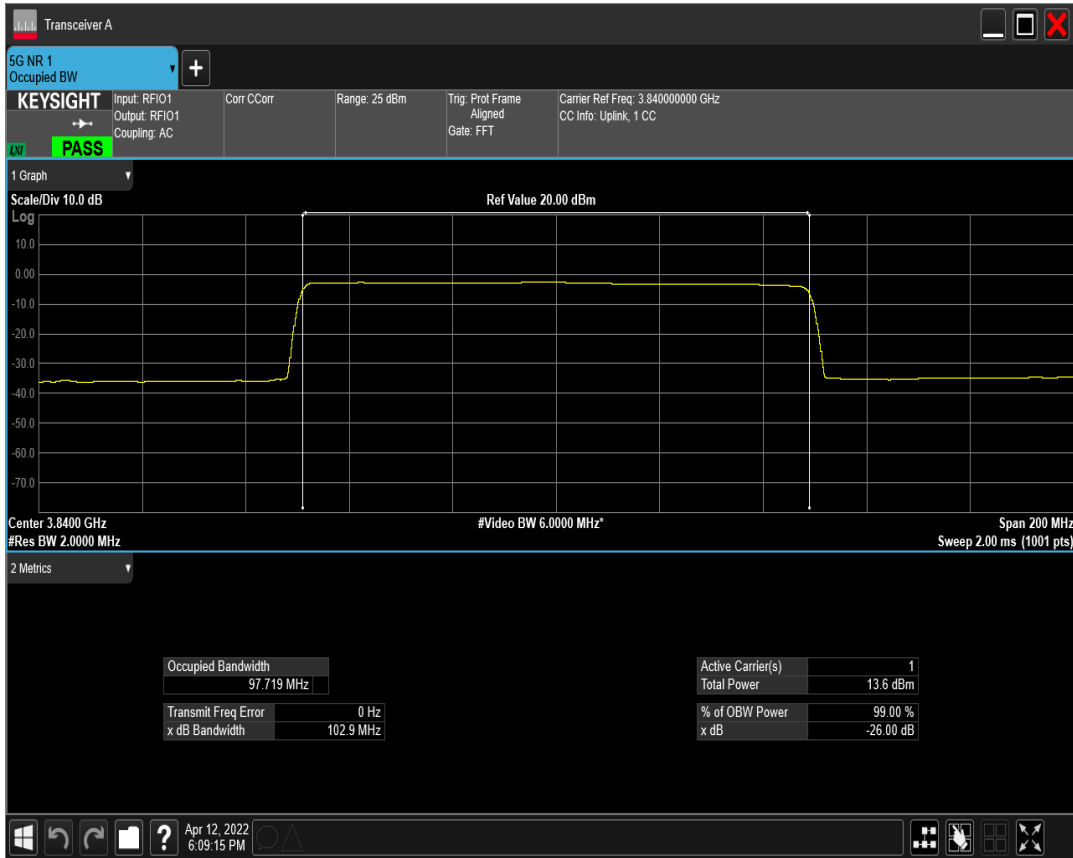 Transceiver A
5G NR 1
Occupied BW
+
KEYSIGHT
LXI
PASS
Input: RFIO1
Output: RFIO1
Coupling: AC
Corr CCorr
Range: 25 dBm
Trig: Prot Frame
Aligned
Gate: FFT
Carrier Ref Freq: 3.840000000 GHz
CC Info: Uplink, 1 CC
1 Graph
Scale/Div 10.0 dB
Ref Value 20.00 dBm
Log
10.0
0.00
-10.0
-20.0
-30.0
-40.0
-50.0
-60.0
-70.0
Center 3.8400 GHz
#Video BW 6.0000 MHz*
Span 200 MHz
#Res BW 2.0000 MHz
Sweep 2.00 ms (1001 pts)
2 Metrics
Occupied Bandwidth
97.719 MHz
Transmit Freq Error 0 Hz
x dB Bandwidth 102.9 MHz
Active Carrier(s) 1
Total Power 13.6 dBm
% of OBW Power 99.00 %
x dB -26.00 dB
?
Apr 12, 2022
6:09:15 PM